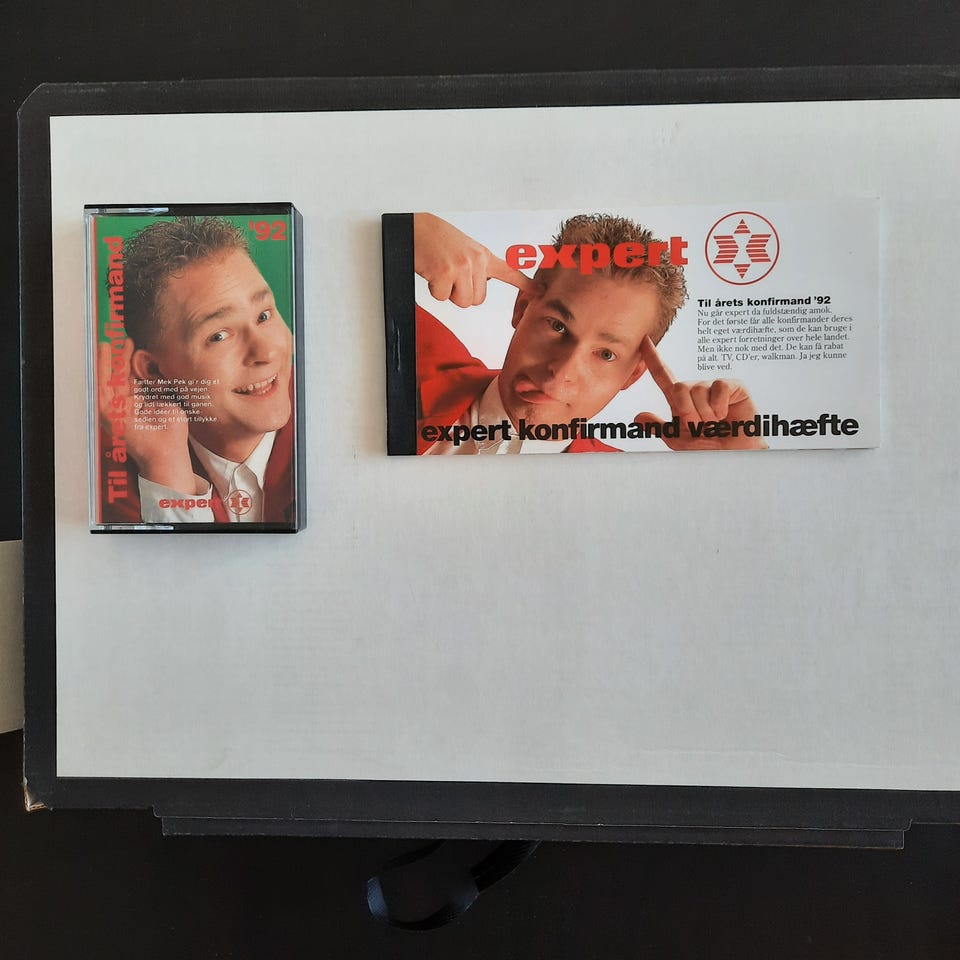 Til årets konfirmand
'92
Fætter Mek Pek gi'r dig et
godt ord med på vejen.
Krydret med god musik
og lidt lækkert til ganen.
Gode idéer til ønske-
sedlen og et stort tillykke
fra expert.
expert
expert
Til årets konfirmand '92
Nu går expert da fuldstændig amok.
For det første får alle konfirmander deres
helt eget værdihæfte, som de kan bruge i
alle expert forretninger over hele landet.
Men ikke nok med det. De kan få rabat
på alt. TV, CD'er, walkman. Ja jeg kunne
blive ved.
expert konfirmand værdihæfte